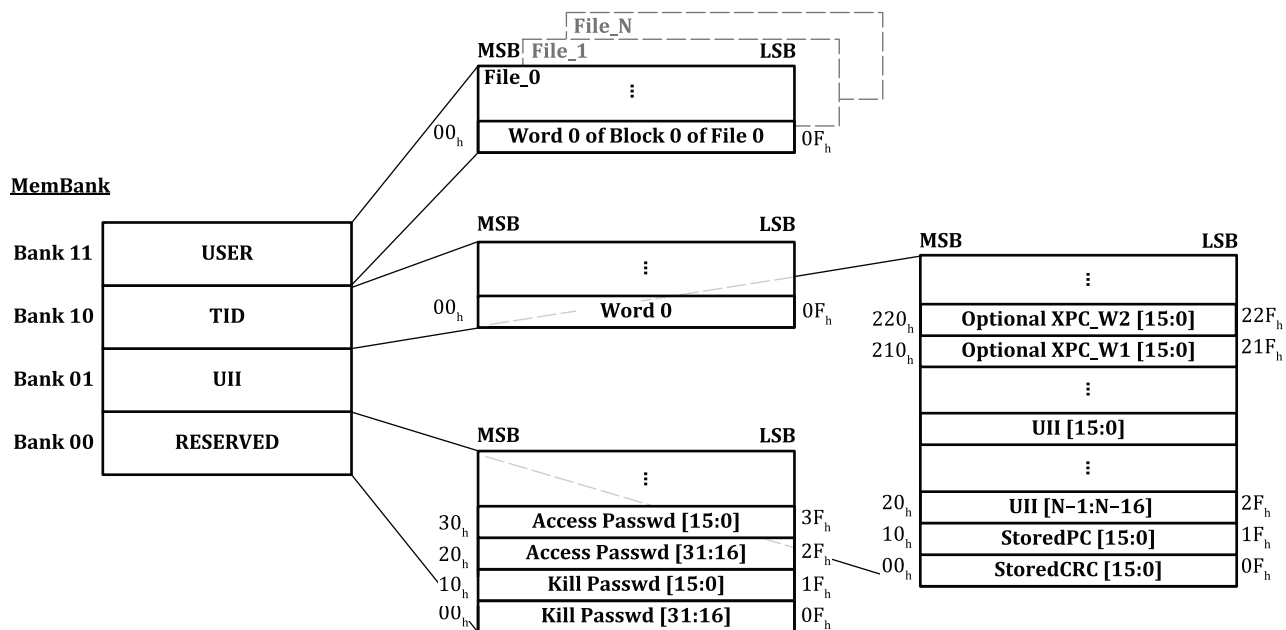 File_N
MSB File_1 LSB
File_0
⋮
00h Word 0 of Block 0 of File 0 0Fh
MemBank
Bank 11 USER
Bank 10 TID
Bank 01 UII
Bank 00 RESERVED
MSB LSB
⋮
00h Word 0 0Fh
MSB LSB
⋮
30h Access Passwd [15:0] 3Fh
20h Access Passwd [31:16] 2Fh
10h Kill Passwd [15:0] 1Fh
00h Kill Passwd [31:16] 0Fh
MSB LSB
⋮
220h Optional XPC_W2 [15:0] 22Fh
210h Optional XPC_W1 [15:0] 21Fh
⋮
UII [15:0]
⋮
20h UII [N−1:N−16] 2Fh
10h StoredPC [15:0] 1Fh
00h StoredCRC [15:0] 0Fh